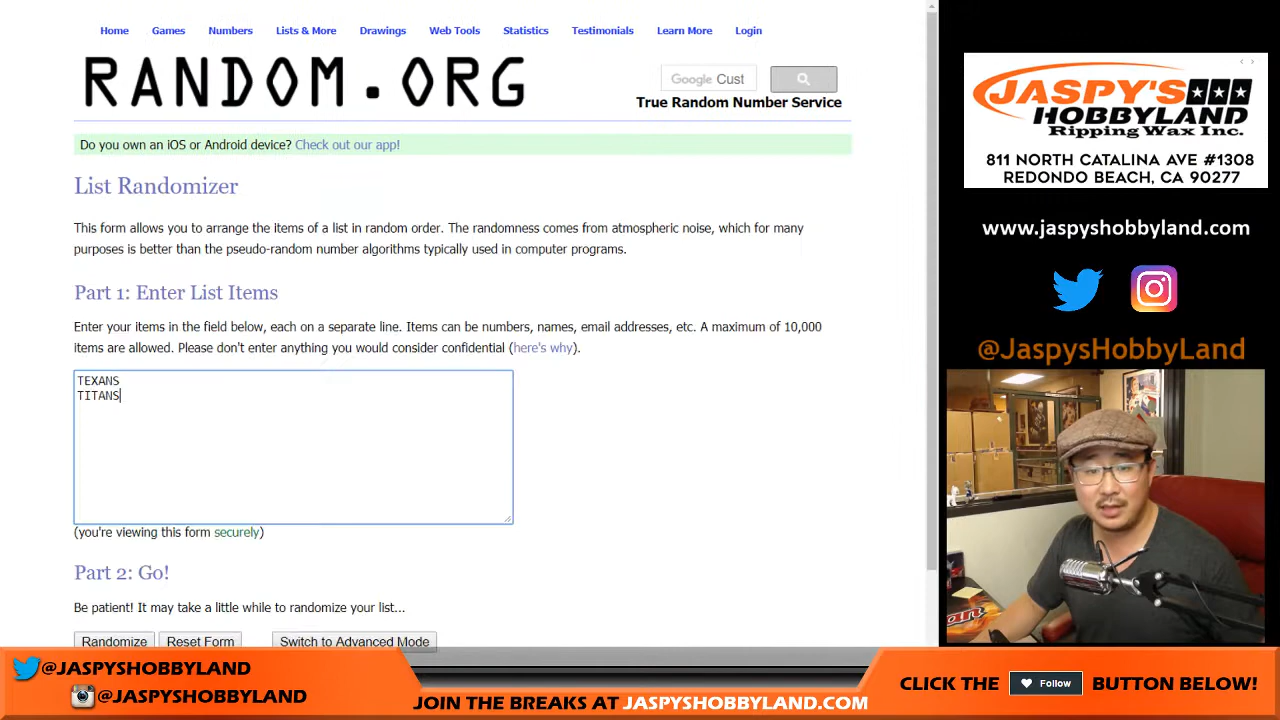 Home Games Numbers Lists & More Drawings Web Tools Statistics Testimonials Learn More Login
RANDOM.ORG
Google Cust
True Random Number Service
Do you own an iOS or Android device? Check out our app!
List Randomizer
This form allows you to arrange the items of a list in random order. The randomness comes from atmospheric noise, which for many
purposes is better than the pseudo-random number algorithms typically used in computer programs.
Part 1: Enter List Items
Enter your items in the field below, each on a separate line. Items can be numbers, names, email addresses, etc. A maximum of 10,000
items are allowed. Please don't enter anything you would consider confidential (here's why).
TEXANS
TITANS
(you're viewing this form securely)
Part 2: Go!
Be patient! It may take a little while to randomize your list...
Randomize Reset Form Switch to Advanced Mode
JASPY'S
HOBBYLAND
Ripping Wax Inc.
811 NORTH CATALINA AVE #1308
REDONDO BEACH, CA 90277
www.jaspyshobbyland.com
@JaspysHobbyLand
@JASPYSHOBBYLAND
@JASPYSHOBBYLAND
JOIN THE BREAKS AT JASPYSHOBBYLAND.COM
CLICK THE Follow BUTTON BELOW!